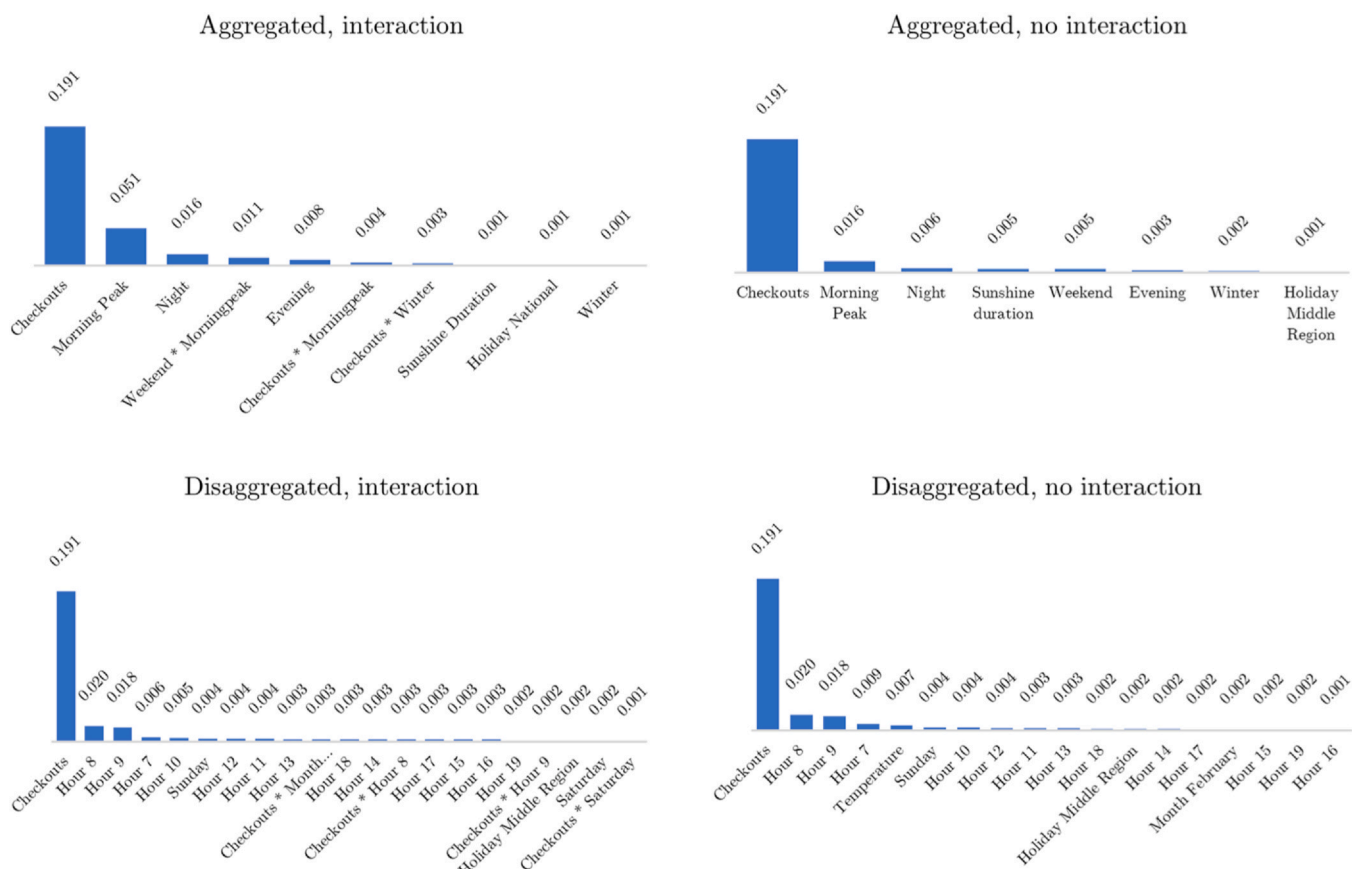 Aggregated, interaction
0.191
0.051
0.016
0.011
0.008
0.004
0.003
0.001
0.001
0.001
Checkouts
Morning Peak
Night
Weekend * Morningpeak
Evening
Checkouts * Morningpeak
Checkouts * Winter
Sunshine Duration
Holiday National
Winter
Aggregated, no interaction
0.191
0.016
0.006
0.005
0.005
0.003
0.002
0.001
Checkouts
Morning
Peak
Night
Sunshine
duration
Weekend
Evening
Winter
Holiday
Middle
Region
Disaggregated, interaction
0.191
0.020
0.018
0.006
0.005
0.004
0.004
0.004
0.003
0.003
0.003
0.003
0.003
0.003
0.003
0.003
0.002
0.002
0.002
0.002
0.001
Checkouts
Hour 8
Hour 9
Hour 7
Hour 10
Sunday
Hour 12
Hour 11
Hour 13
Checkouts * Month...
Hour 18
Hour 14
Checkouts * Hour 8
Hour 17
Hour 15
Hour 16
Hour 19
Checkouts * Hour 9
Holiday Middle Region
Saturday
Checkouts * Saturday
Disaggregated, no interaction
0.191
0.020
0.018
0.009
0.007
0.004
0.004
0.004
0.003
0.003
0.002
0.002
0.002
0.002
0.002
0.002
0.002
0.001
Checkouts
Hour 8
Hour 9
Hour 7
Temperature
Sunday
Hour 10
Hour 12
Hour 11
Hour 13
Hour 18
Holiday Middle Region
Hour 14
Hour 17
Month February
Hour 15
Hour 19
Hour 16